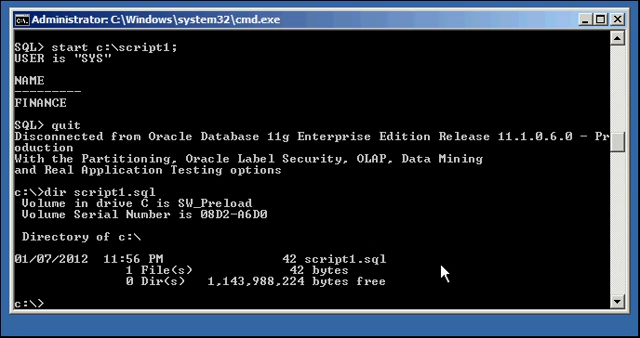 Administrator: C:\Windows\system32\cmd.exe
SQL> start c:\script1;
USER is "SYS"
NAME
---------
FINANCE
SQL> quit
Disconnected from Oracle Database 11g Enterprise Edition Release 11.1.0.6.0 - Pr
oduction
With the Partitioning, Oracle Label Security, OLAP, Data Mining
and Real Application Testing options
c:\>dir script1.sql
Volume in drive C is SW_Preload
Volume Serial Number is 08D2-A6D0
Directory of c:\
01/07/2012  11:56 PM                42 script1.sql
1 File(s)             42 bytes
0 Dir(s)   1,143,988,224 bytes free
c:\>